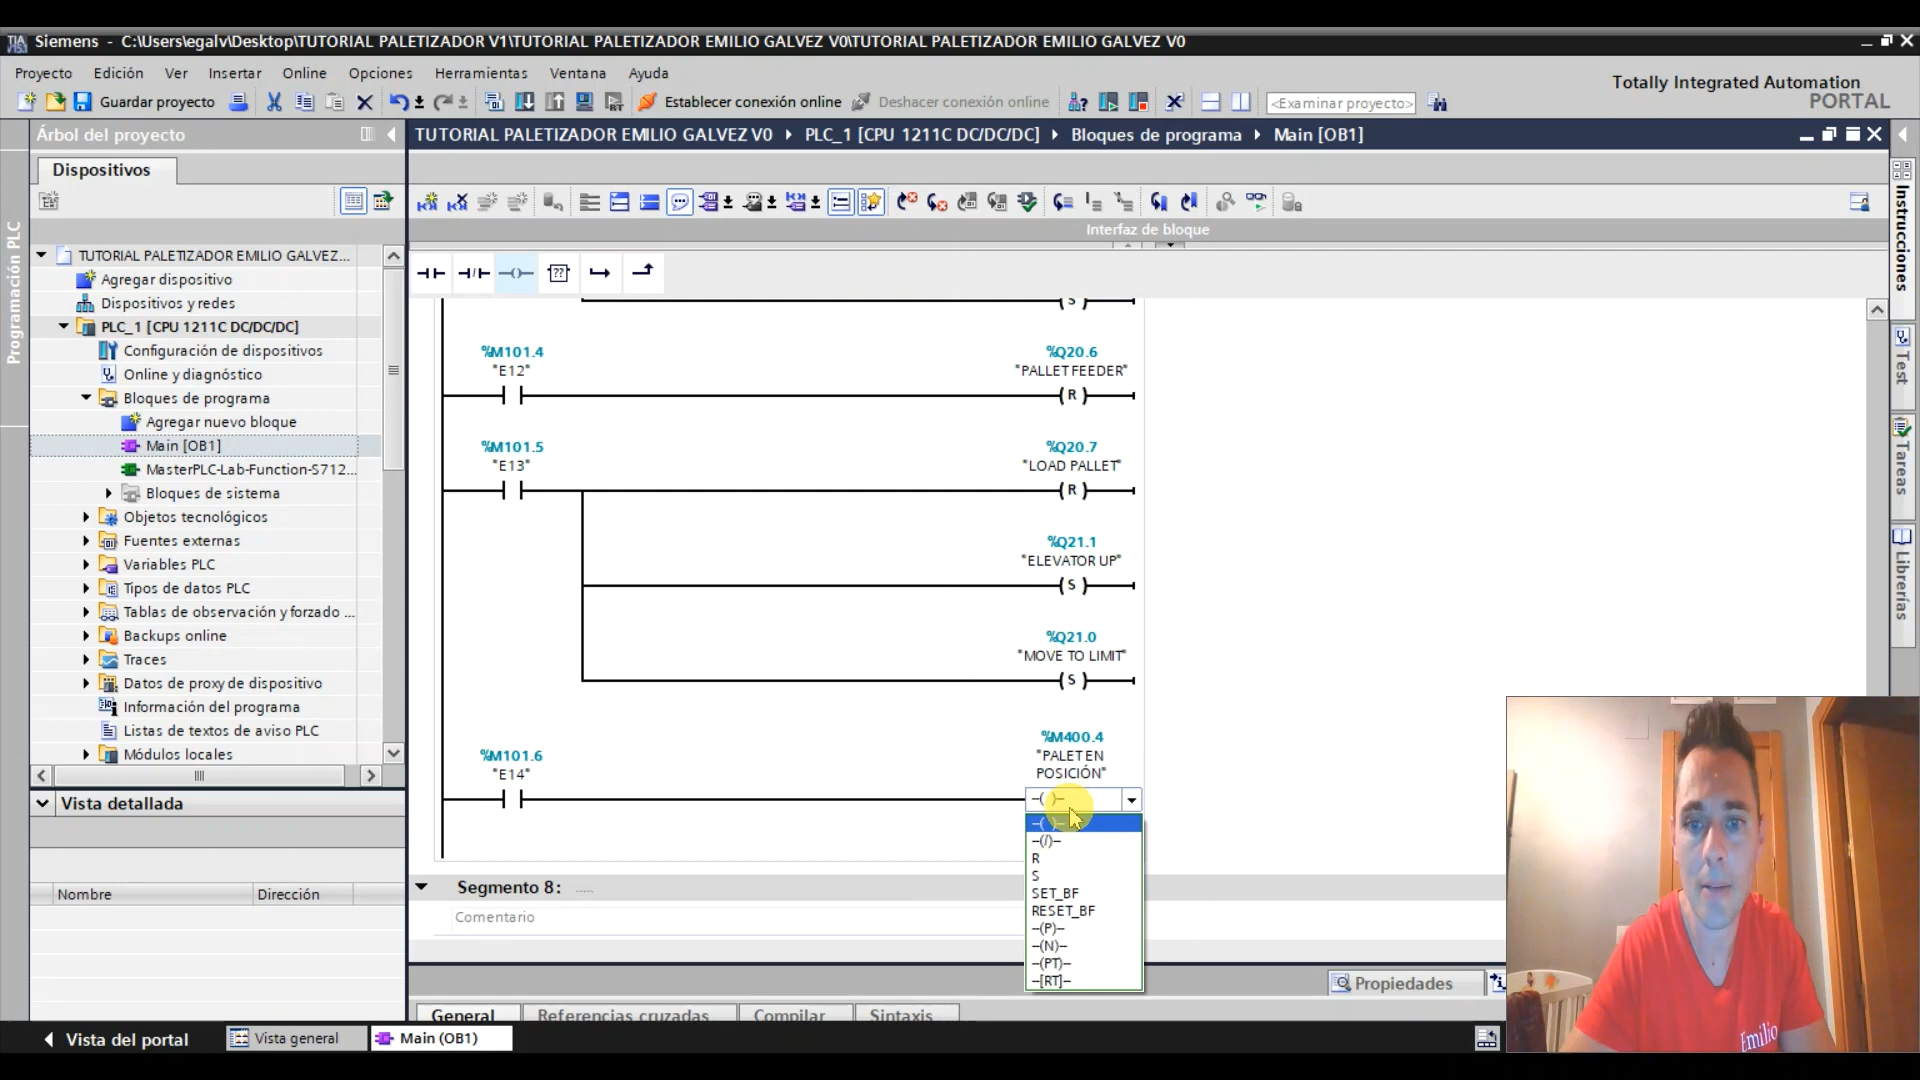 Siemens - C:\Users\egalv\Desktop\TUTORIAL PALETIZADOR V1\TUTORIAL PALETIZADOR EMILIO GALVEZ V0\TUTORIAL PALETIZADOR EMILIO GALVEZ V0
Proyecto Edición Ver Insertar Online Opciones Herramientas Ventana Ayuda
Totally Integrated Automation
PORTAL
Guardar proyecto
Establecer conexión online
Deshacer conexión online
<Examinar proyecto>
Árbol del proyecto
TUTORIAL PALETIZADOR EMILIO GALVEZ V0 PLC_1 [CPU 1211C DC/DC/DC] Bloques de programa Main [OB1]
Dispositivos
Interfaz de bloque
Programación PLC
TUTORIAL PALETIZADOR EMILIO GALVEZ...
Agregar dispositivo
Dispositivos y redes
PLC_1 [CPU 1211C DC/DC/DC]
Configuración de dispositivos
Online y diagnóstico
Bloques de programa
Agregar nuevo bloque
Main [OB1]
MasterPLC-Lab-Function-S712...
Bloques de sistema
Objetos tecnológicos
Fuentes externas
Variables PLC
Tipos de datos PLC
Tablas de observación y forzado ...
Backups online
Traces
Datos de proxy de dispositivo
Información del programa
Listas de textos de aviso PLC
Módulos locales
Vista detallada
Nombre Dirección
??
S
%M101.4
"E12"
%Q20.6
"PALLET FEEDER"
R
%M101.5
"E13"
%Q20.7
"LOAD PALLET"
R
%Q21.1
"ELEVATOR UP"
S
%Q21.0
"MOVE TO LIMIT"
S
%M101.6
"E14"
%M400.4
"PALET EN
POSICIÓN"
–( )–
–( )–
–(/)–
R
S
SET_BF
RESET_BF
–(P)–
–(N)–
–(PT)–
–[RT]–
Segmento 8: .....
Comentario
Propiedades
General Referencias cruzadas Compilar Sintaxis
Instrucciones
Test
Tareas
Librerías
Vista del portal
Vista general
Main (OB1)
Emilio